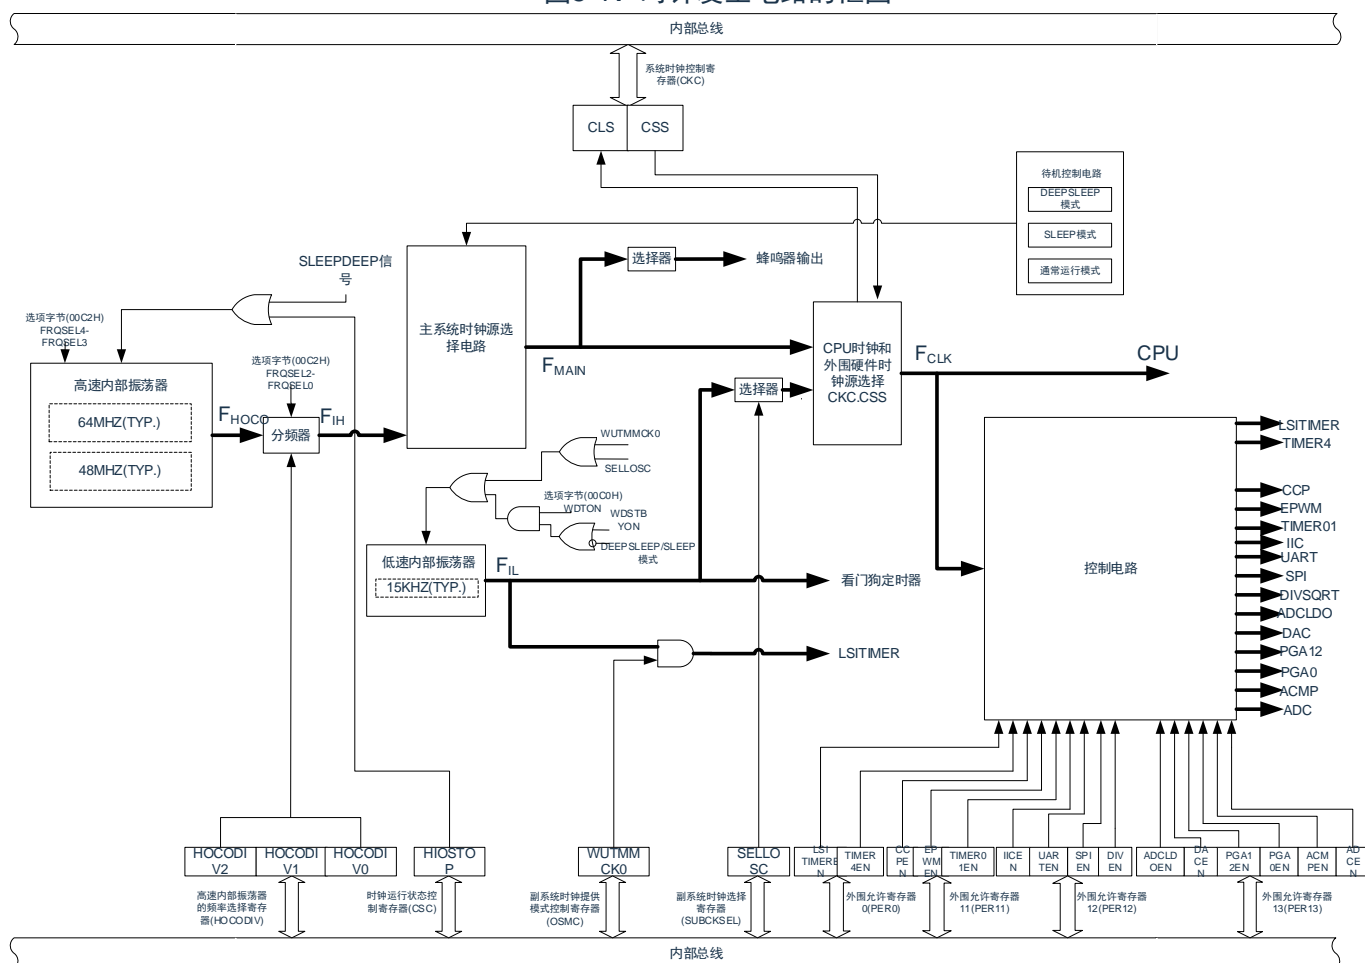 内部总线
系统时钟控制寄
存器(CKC)
CLS
CSS
待机控制电路
DEEPSLEEP
模式
SLEEP模式
通常运行模式
SLEEPDEEP信
号
选择器
蜂鸣器输出
选项字节(00C2H)
FRQSEL4-
FRQSEL3
主系统时钟源选
择电路
FMAIN
CPU时钟和
外围硬件时
钟源选择
CKC.CSS
FCLK
CPU
选项字节(00C2H)
FRQSEL2-
FRQSEL0
高速内部振荡器
64MHZ(TYP.)
48MHZ(TYP.)
FHOCO
分频器
FIH
选择器
WUTMMCK0
SELLOSC
选项字节(00C0H)
WDTON
WDSTB
YON
DEEPSLEEP/SLEEP
模式
低速内部振荡器
15KHZ(TYP.)
FIL
看门狗定时器
LSITIMER
控制电路
LSITIMER
TIMER4
CCP
EPWM
TIMER01
IIC
UART
SPI
DIVSQRT
ADCLDO
DAC
PGA12
PGA0
ACMP
ADC
HOCODI
V2
HOCODI
V1
HOCODI
V0
HIOSTO
P
WUTMM
CK0
SELLO
SC
LSI
TIMERE
N
TIMER
4EN
CC
PEN
EP
WM
EN
TIMER0
1EN
IICE
N
UAR
TEN
SPI
EN
DIV
EN
ADCLD
OEN
DA
CE
N
PGA1
2EN
PGA
0EN
ACM
PEN
AD
CE
N
高速内部振荡器
的频率选择寄存
器(HOCODIV)
时钟运行状态控
制寄存器(CSC)
副系统时钟提供
模式控制寄存器
(OSMC)
副系统时钟选择
寄存器
(SUBCKSEL)
外围允许寄存器
0(PER0)
外围允许寄存器
11(PER11)
外围允许寄存器
12(PER12)
外围允许寄存器
13(PER13)
内部总线